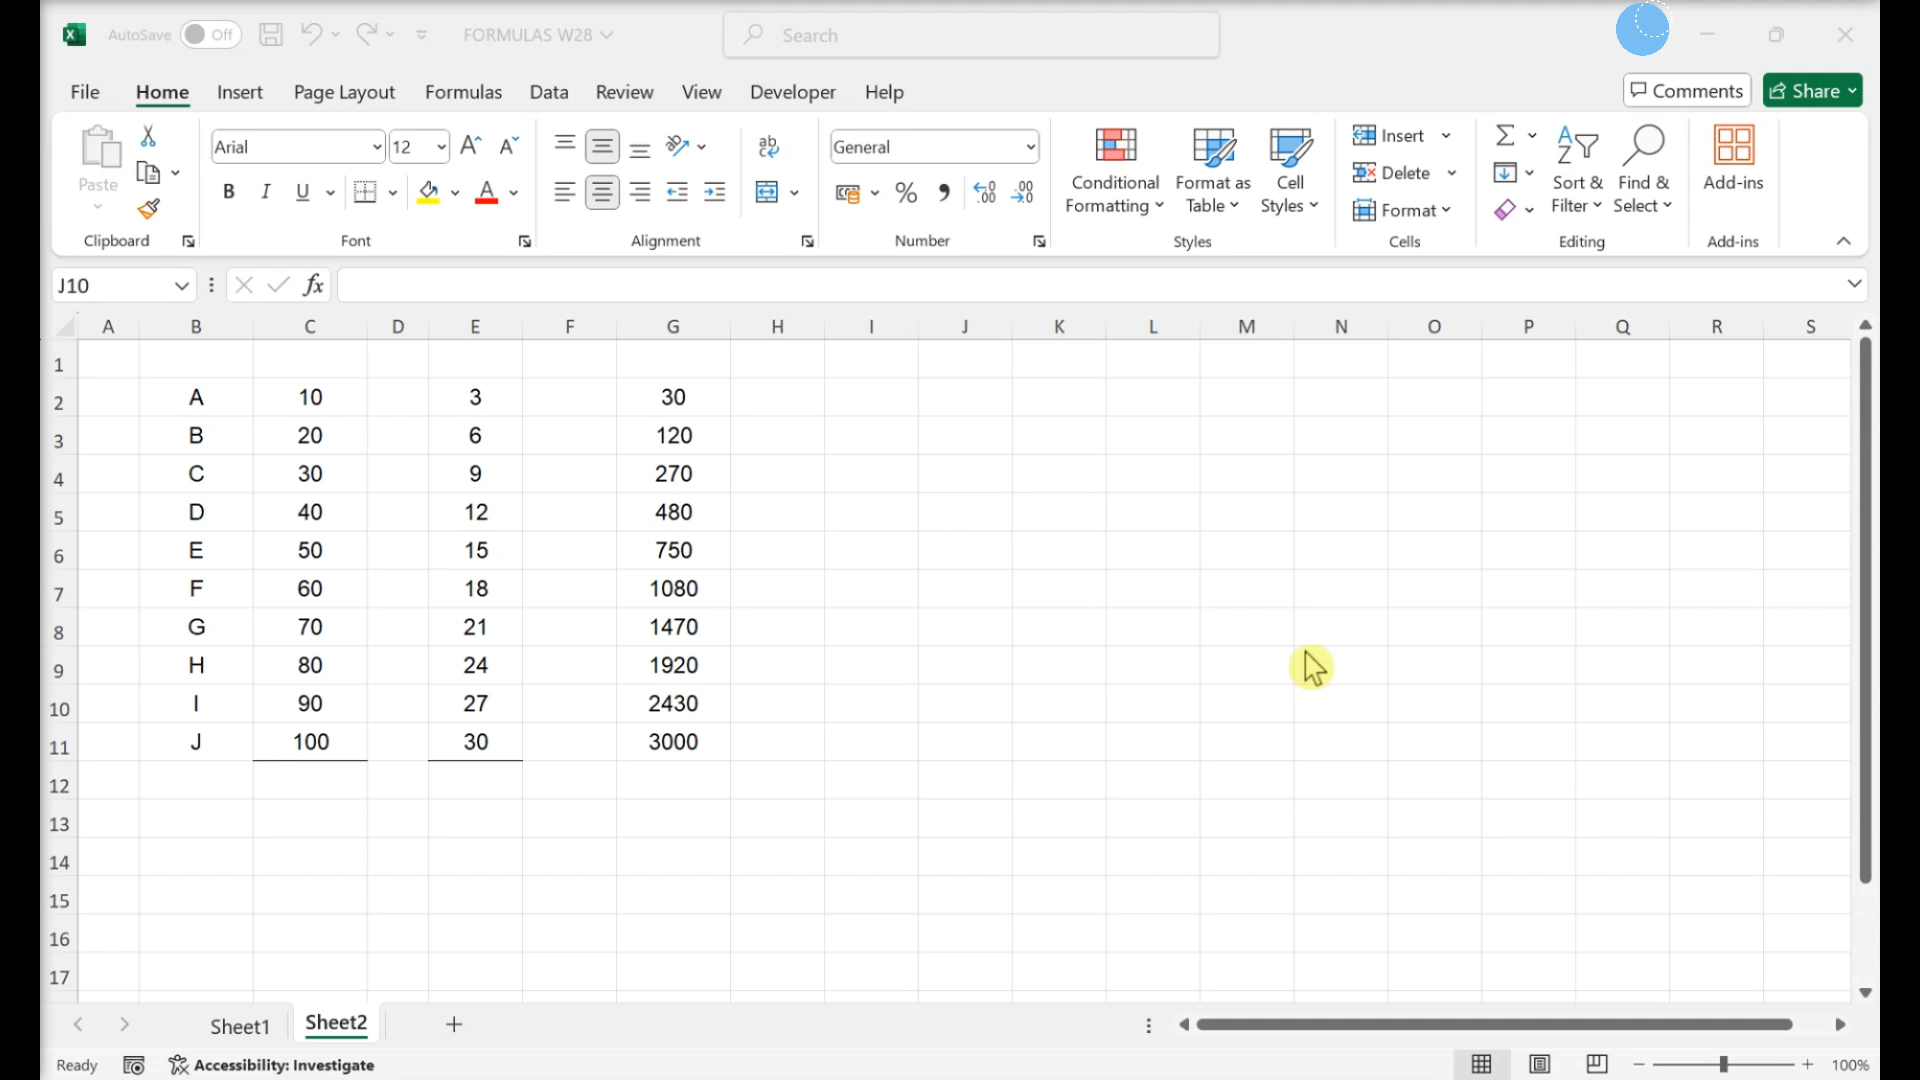 AutoSave Off FORMULAS W28 Search
File Home Insert Page Layout Formulas Data Review View Developer Help Comments Share
Paste Arial 12 General Conditional Formatting Format as Table Cell Styles Insert Delete Format Sort & Filter Find & Select Add-ins
Clipboard Font Alignment Number Styles Cells Editing Add-ins
J10 fx
A B C D E F G H I J K L M N O P Q R S
1
2 A 10 3 30
3 B 20 6 120
4 C 30 9 270
5 D 40 12 480
6 E 50 15 750
7 F 60 18 1080
8 G 70 21 1470
9 H 80 24 1920
10 I 90 27 2430
11 J 100 30 3000
12
13
14
15
16
17
Sheet1 Sheet2
Ready Accessibility: Investigate 100%